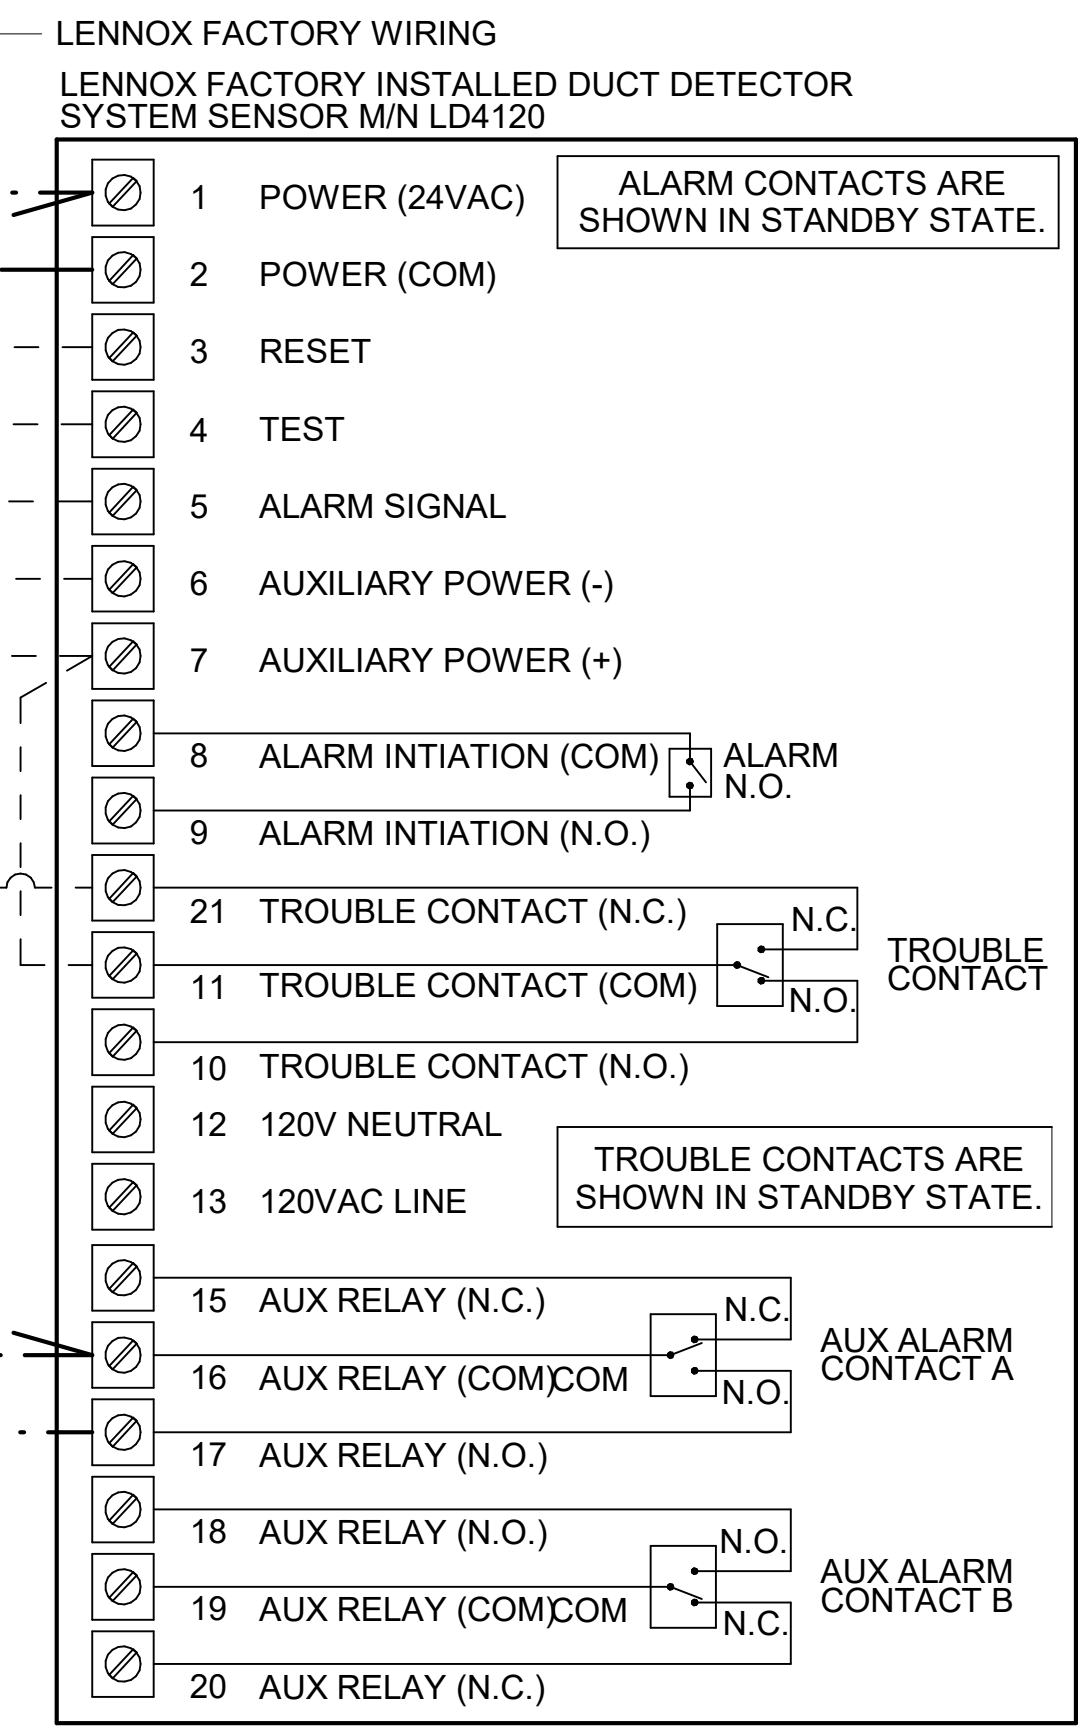 LENNOX FACTORY WIRING
LENNOX FACTORY INSTALLED DUCT DETECTOR
SYSTEM SENSOR M/N LD4120
ALARM CONTACTS ARE
SHOWN IN STANDBY STATE.
1 POWER (24VAC)
2 POWER (COM)
3 RESET
4 TEST
5 ALARM SIGNAL
6 AUXILIARY POWER (-)
7 AUXILIARY POWER (+)
8 ALARM INTIATION (COM)
ALARM
N.O.
9 ALARM INTIATION (N.O.)
21 TROUBLE CONTACT (N.C.)
N.C.
TROUBLE
CONTACT
11 TROUBLE CONTACT (COM)
N.O.
10 TROUBLE CONTACT (N.O.)
12 120V NEUTRAL
13 120VAC LINE
TROUBLE CONTACTS ARE
SHOWN IN STANDBY STATE.
15 AUX RELAY (N.C.)
N.C.
AUX ALARM
CONTACT A
16 AUX RELAY (COM)
COM
N.O.
17 AUX RELAY (N.O.)
18 AUX RELAY (N.O.)
N.O.
AUX ALARM
CONTACT B
19 AUX RELAY (COM)
COM
N.C.
20 AUX RELAY (N.C.)